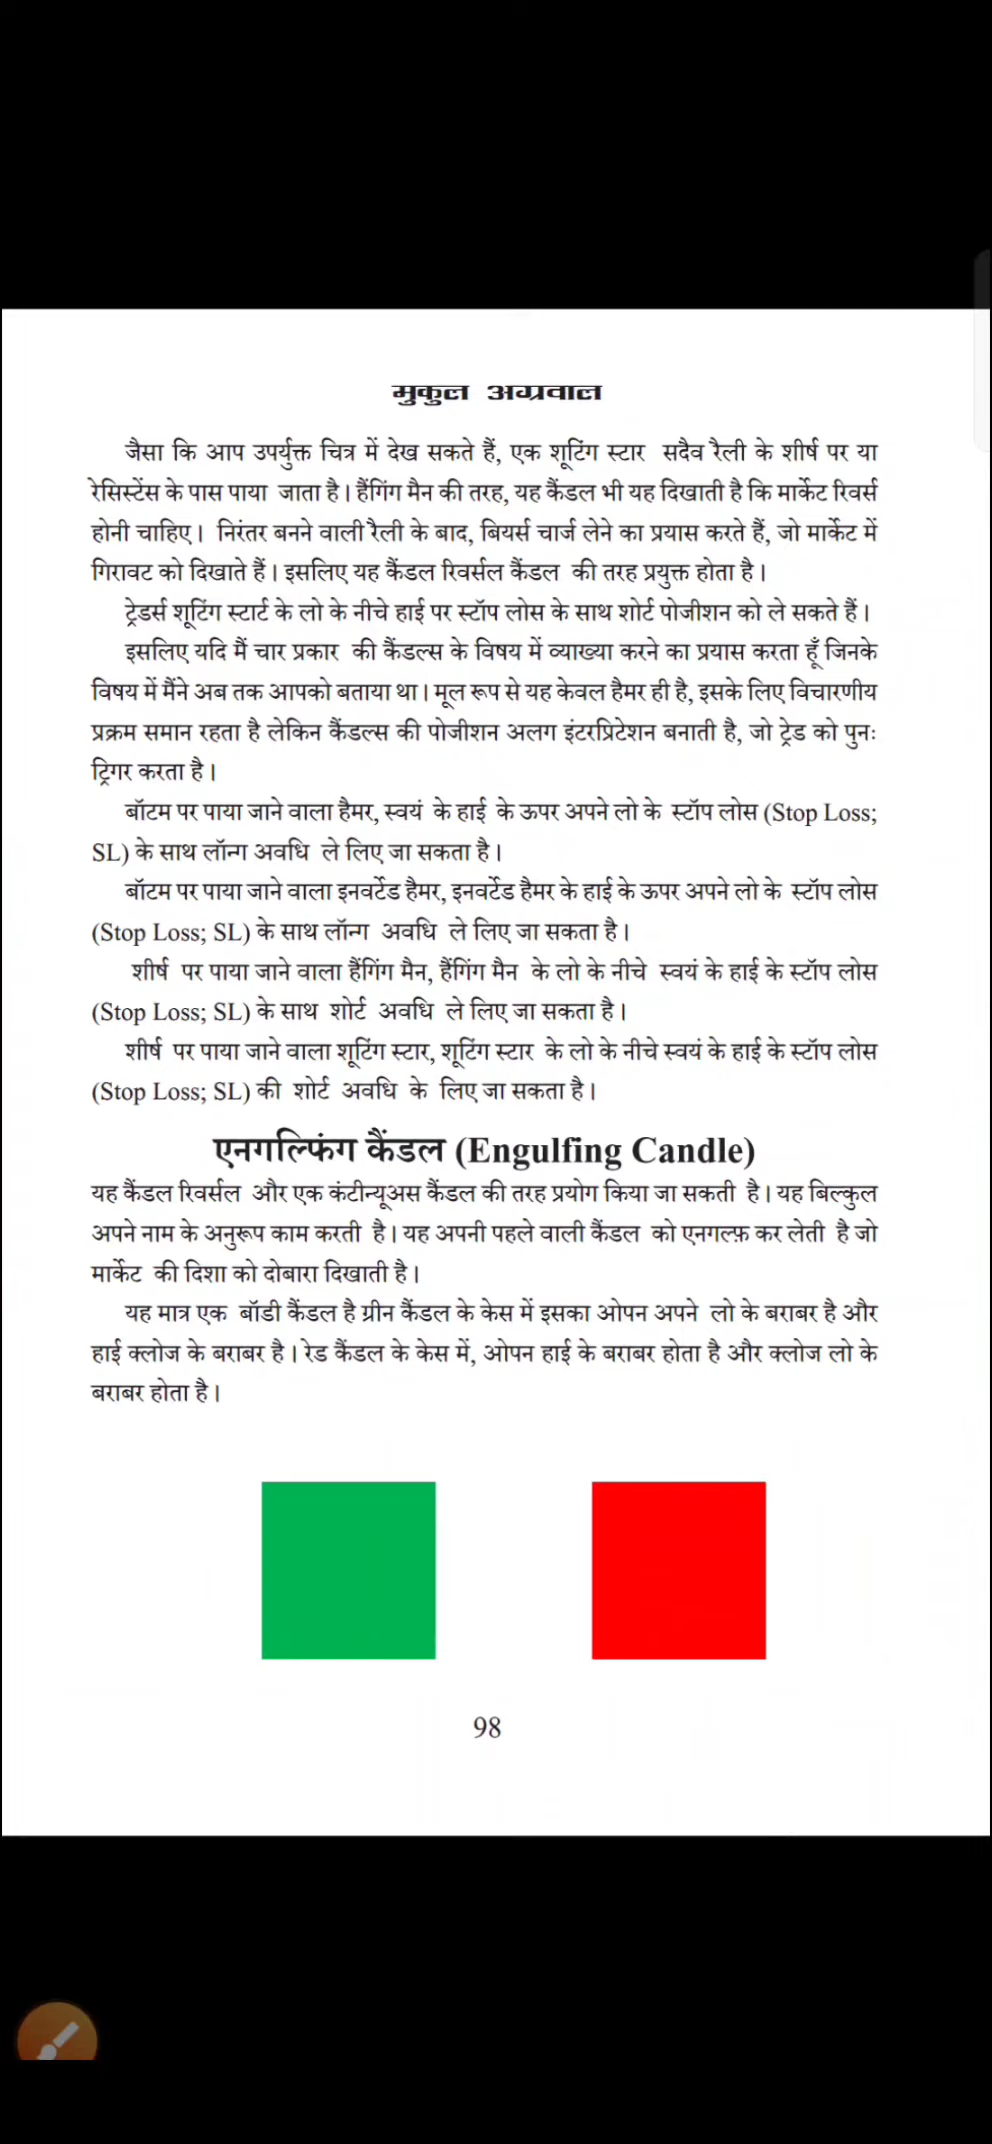 मुकुल अग्रवाल
जैसा कि आप उपर्युक्त चित्र में देख सकते हैं, एक शूटिंग स्टार सदैव रैली के शीर्ष पर या
रेसिस्टेंस के पास पाया जाता है। हैंगिंग मैन की तरह, यह कैंडल भी यह दिखाती है कि मार्केट रिवर्स
होनी चाहिए। निरंतर बनने वाली रैली के बाद, बियर्स चार्ज लेने का प्रयास करते हैं, जो मार्केट में
गिरावट को दिखाते हैं। इसलिए यह कैंडल रिवर्सल कैंडल की तरह प्रयुक्त होता है।
ट्रेडर्स शूटिंग स्टार्ट के लो के नीचे हाई पर स्टॉप लोस के साथ शोर्ट पोजीशन को ले सकते हैं।
इसलिए यदि मैं चार प्रकार की कैंडल्स के विषय में व्याख्या करने का प्रयास करता हूँ जिनके
विषय में मैंने अब तक आपको बताया था। मूल रूप से यह केवल हैमर ही है, इसके लिए विचारणीय
प्रक्रम समान रहता है लेकिन कैंडल्स की पोजीशन अलग इंटरप्रिटेशन बनाती है, जो ट्रेड को पुनः
ट्रिगर करता है।
बॉटम पर पाया जाने वाला हैमर, स्वयं के हाई के ऊपर अपने लो के स्टॉप लोस (Stop Loss;
SL) के साथ लॉन्ग अवधि ले लिए जा सकता है।
बॉटम पर पाया जाने वाला इनवर्टेड हैमर, इनवर्टेड हैमर के हाई के ऊपर अपने लो के स्टॉप लोस
(Stop Loss; SL) के साथ लॉन्ग अवधि ले लिए जा सकता है।
शीर्ष पर पाया जाने वाला हैंगिंग मैन, हैंगिंग मैन के लो के नीचे स्वयं के हाई के स्टॉप लोस
(Stop Loss; SL) के साथ शोर्ट अवधि ले लिए जा सकता है।
शीर्ष पर पाया जाने वाला शूटिंग स्टार, शूटिंग स्टार के लो के नीचे स्वयं के हाई के स्टॉप लोस
(Stop Loss; SL) की शोर्ट अवधि के लिए जा सकता है।
एनगल्फिंग कैंडल (Engulfing Candle)
यह कैंडल रिवर्सल और एक कंटीन्यूअस कैंडल की तरह प्रयोग किया जा सकती है। यह बिल्कुल
अपने नाम के अनुरूप काम करती है। यह अपनी पहले वाली कैंडल को एनगल्फ़ कर लेती है जो
मार्केट की दिशा को दोबारा दिखाती है।
यह मात्र एक बॉडी कैंडल है ग्रीन कैंडल के केस में इसका ओपन अपने लो के बराबर है और
हाई क्लोज के बराबर है। रेड कैंडल के केस में, ओपन हाई के बराबर होता है और क्लोज लो के
बराबर होता है।
98